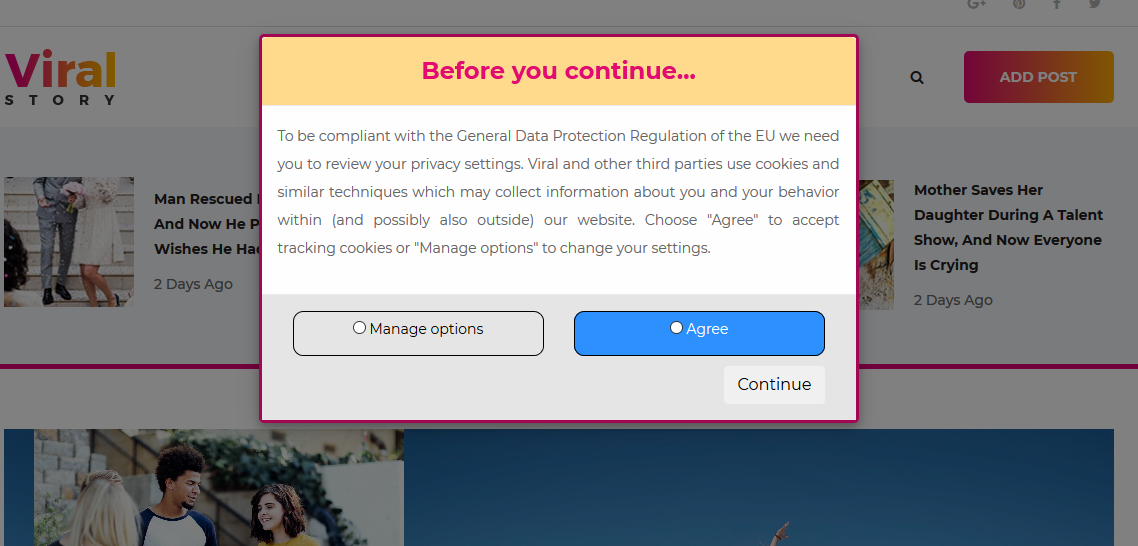 Viral
STORY
ADD POST
Before you continue...
To be compliant with the General Data Protection Regulation of the EU we need
you to review your privacy settings. Viral and other third parties use cookies and
similar techniques which may collect information about you and your behavior
within (and possibly also outside) our website. Choose "Agree" to accept
tracking cookies or "Manage options" to change your settings.
Manage options
Agree
Continue
Man Rescued
And Now He
Wishes He
2 Days Ago
Mother Saves Her
Daughter During A Talent
Show, And Now Everyone
Is Crying
2 Days Ago